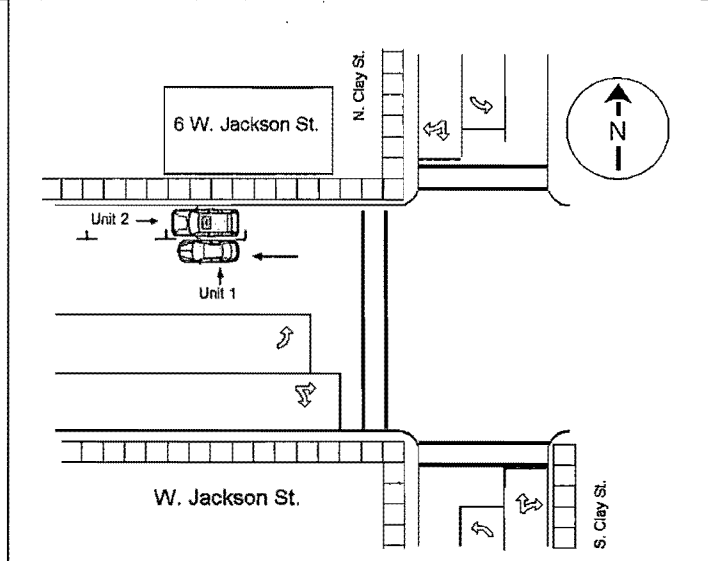 N. Clay St.
6 W. Jackson St.
N
Unit 2
Unit 1
W. Jackson St.
S. Clay St.